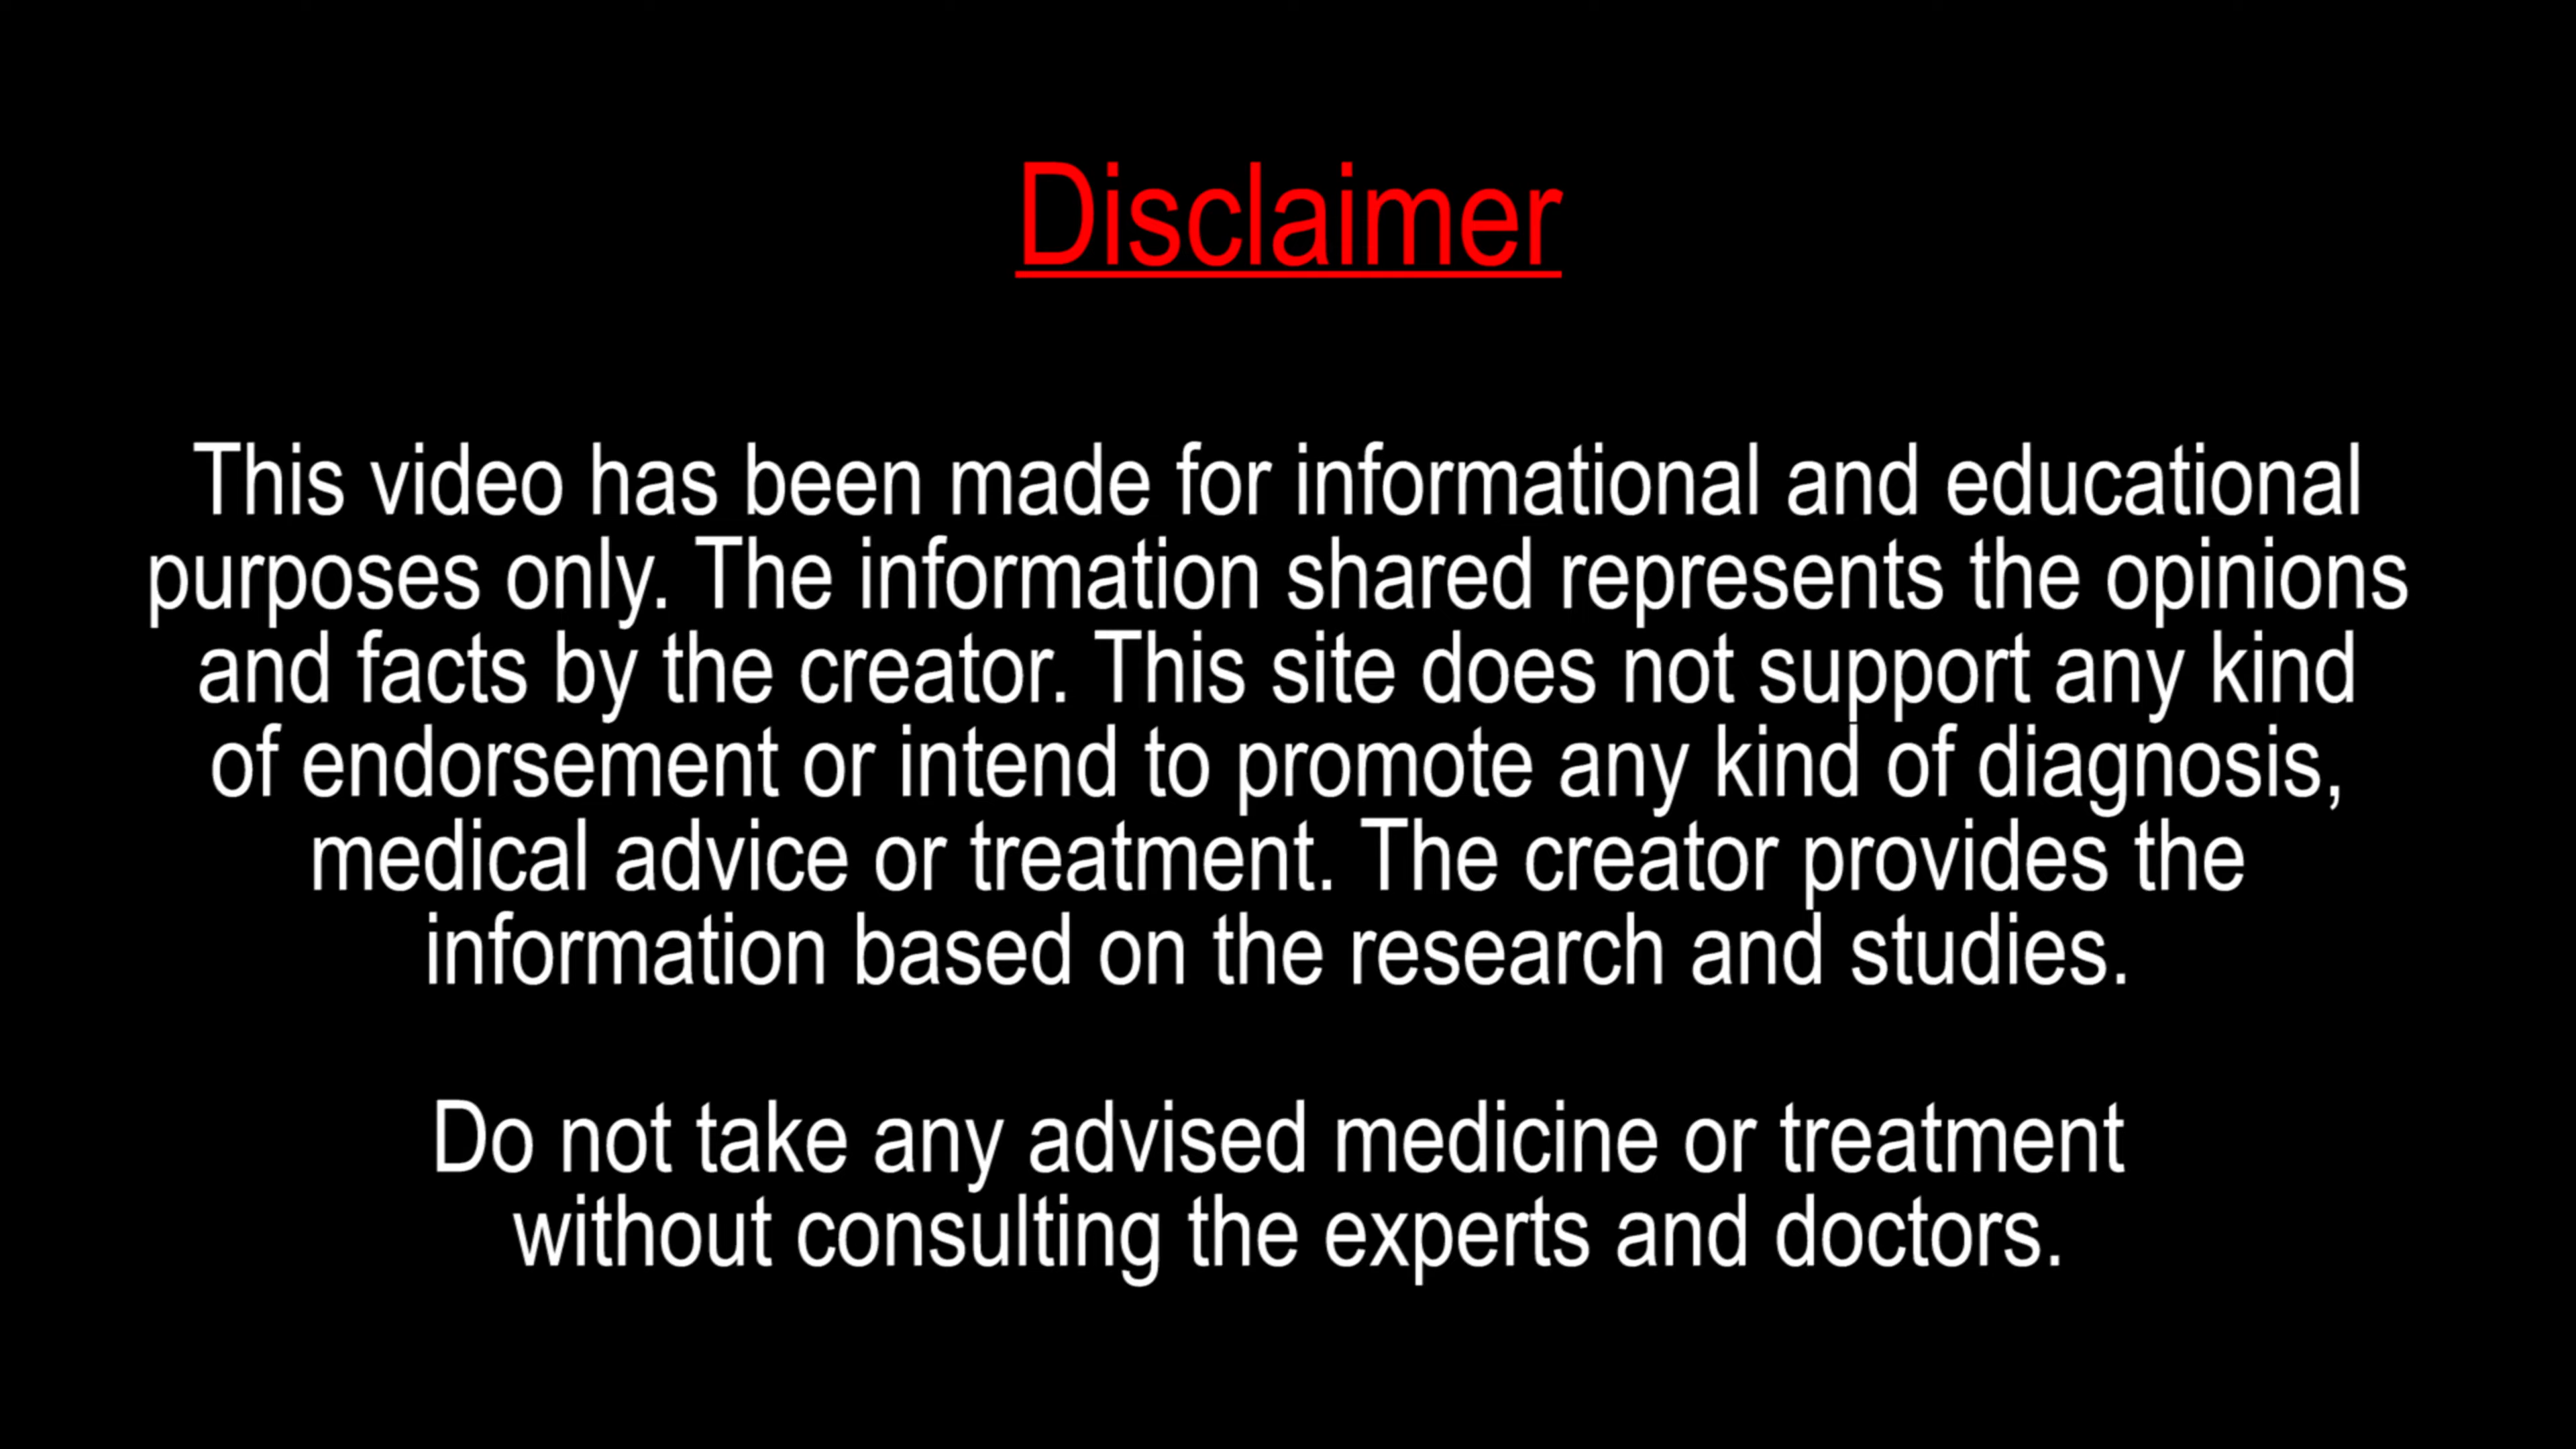 Disclaimer
This video has been made for informational and educational
purposes only. The information shared represents the opinions
and facts by the creator. This site does not support any kind
of endorsement or intend to promote any kind of diagnosis,
medical advice or treatment. The creator provides the
information based on the research and studies.
Do not take any advised medicine or treatment
without consulting the experts and doctors.